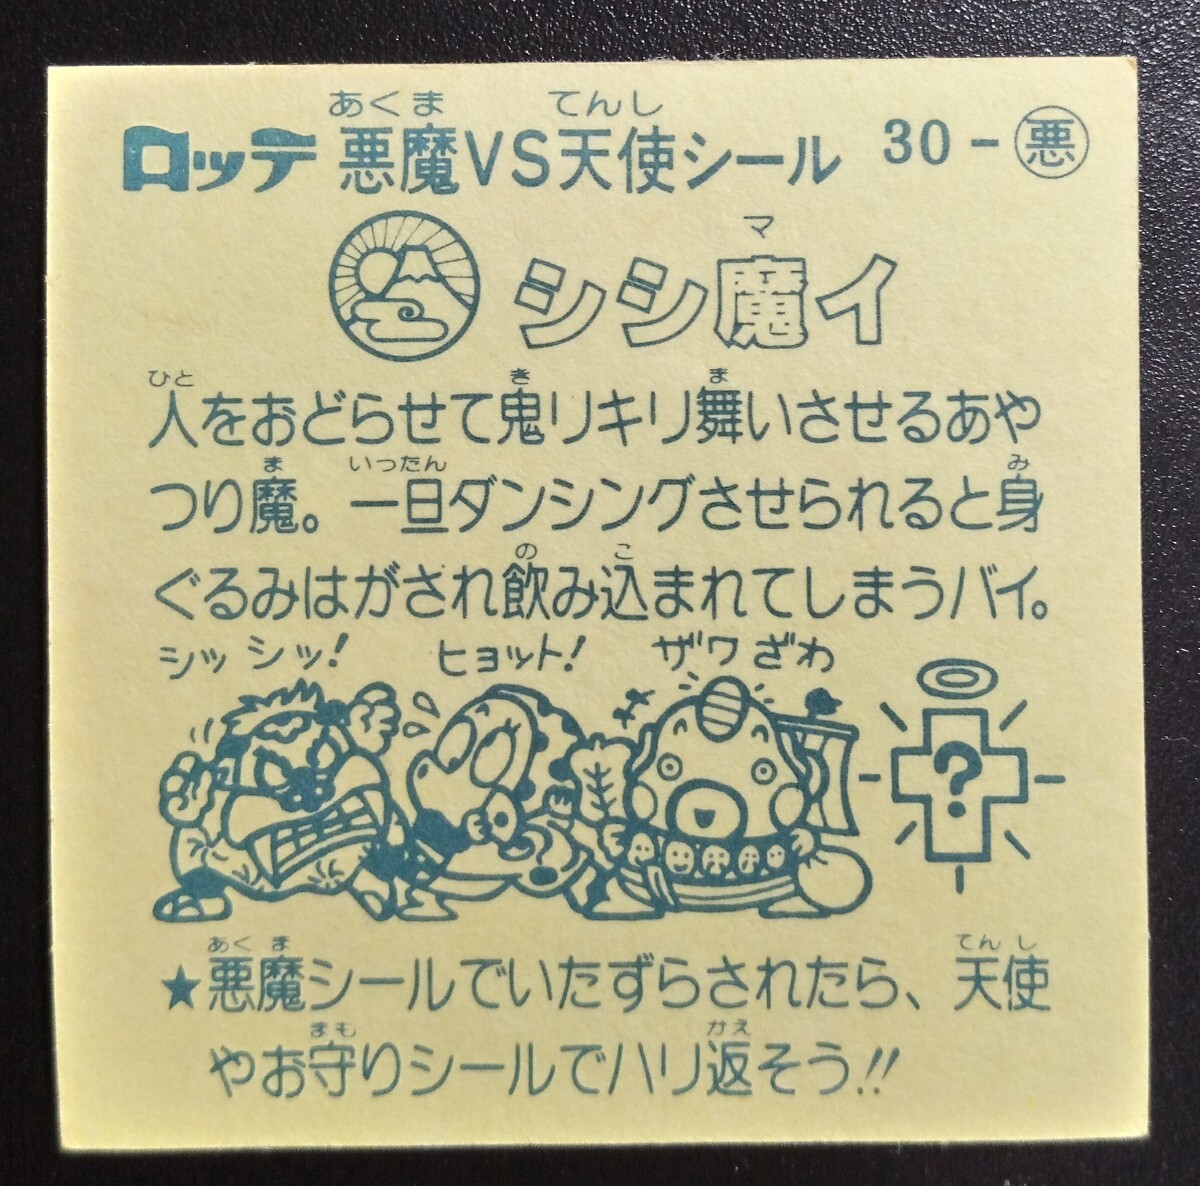 ロッテ 悪魔VS天使シール 30-悪
あくま てんし
シシ魔イ
マ
人をおどらせて鬼リキリ舞いさせるあや
ひと き ま
つり魔。一旦ダンシングさせられると身
ま いったん み
ぐるみはがされ飲み込まれてしまうバイ。
の こ
シッシッ! ヒョット! ザワざわ
?
★悪魔シールでいたずらされたら、天使
あくま てんし
やお守りシールでハリ返そう!!
まも かえ